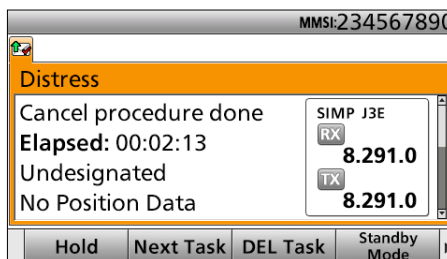 MMSI:234567890
Distress
Cancel procedure done
Elapsed: 00:02:13
Undesignated
No Position Data
SIMP J3E
RX
8.291.0
TX
8.291.0
Hold
Next Task
DEL Task
Standby Mode